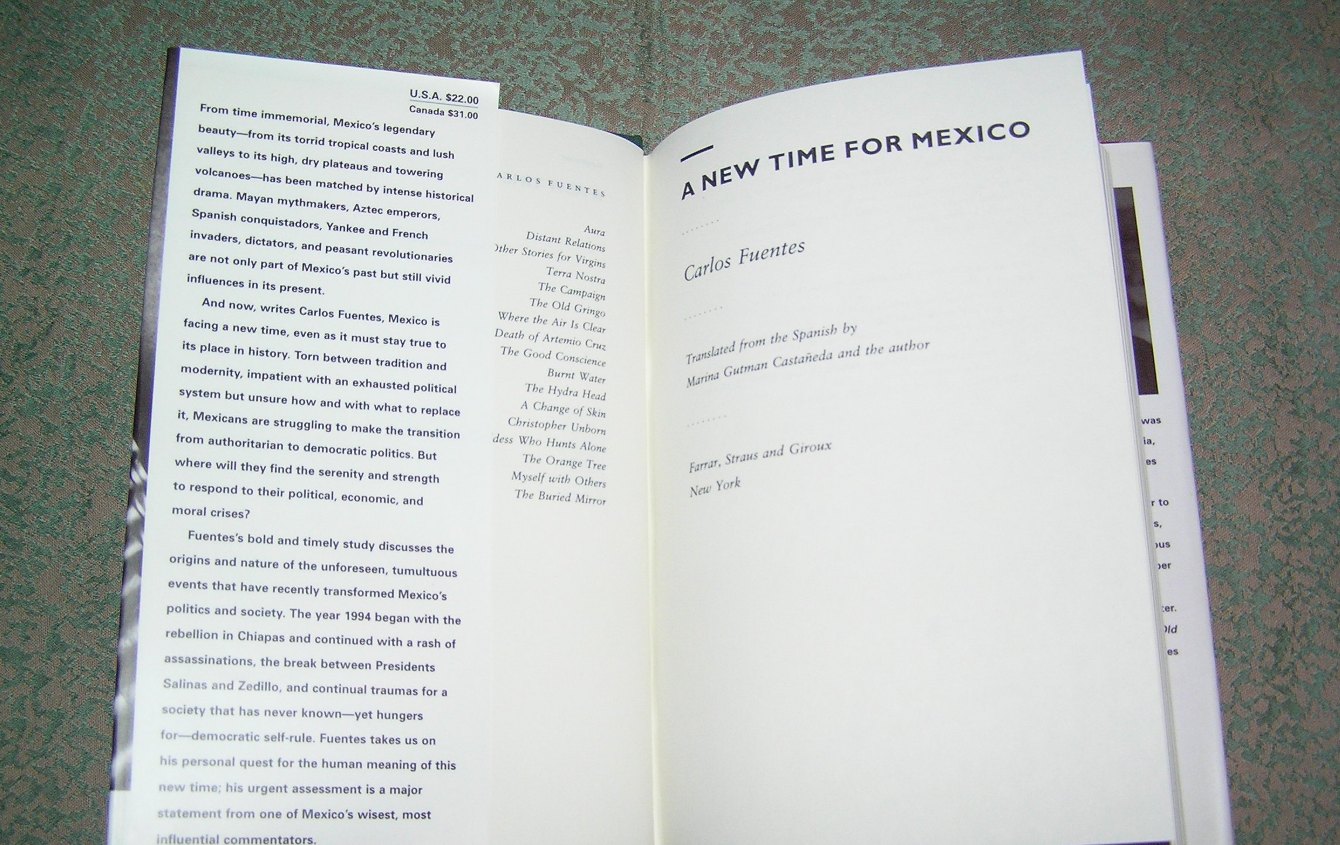 U.S.A. $22.00
Canada $31.00
From time immemorial, Mexico's legendary
beauty—from its torrid tropical coasts and lush
valleys to its high, dry plateaus and towering
volcanoes—has been matched by intense historical
drama. Mayan mythmakers, Aztec emperors,
Spanish conquistadors, Yankee and French
invaders, dictators, and peasant revolutionaries
are not only part of Mexico's past but still vivid
influences in its present.
And now, writes Carlos Fuentes, Mexico is
facing a new time, even as it must stay true to
its place in history. Torn between tradition and
modernity, impatient with an exhausted political
system but unsure how and with what to replace
it, Mexicans are struggling to make the transition
from authoritarian to democratic politics. But
where will they find the serenity and strength
to respond to their political, economic, and
moral crises?
Fuentes's bold and timely study discusses the
origins and nature of the unforeseen, tumultuous
events that have recently transformed Mexico's
politics and society. The year 1994 began with the
rebellion in Chiapas and continued with a rash of
assassinations, the break between Presidents
Salinas and Zedillo, and continual traumas for a
society that has never known—yet hungers
for—democratic self-rule. Fuentes takes us on
his personal quest for the human meaning of this
new time; his urgent assessment is a major
statement from one of Mexico's wisest, most
influential commentators.
ARLOS FUENTES
Aura
Distant Relations
Other Stories for Virgins
Terra Nostra
The Campaign
The Old Gringo
Where the Air Is Clear
Death of Artemio Cruz
The Good Conscience
Burnt Water
The Hydra Head
A Change of Skin
Christopher Unborn
dess Who Hunts Alone
The Orange Tree
Myself with Others
The Buried Mirror
A NEW TIME FOR MEXICO
Carlos Fuentes
Translated from the Spanish by
Marina Gutman Castañeda and the author
Farrar, Straus and Giroux
New York
was
ia,
es
r to
s,
ous
per
ter.
Old
es